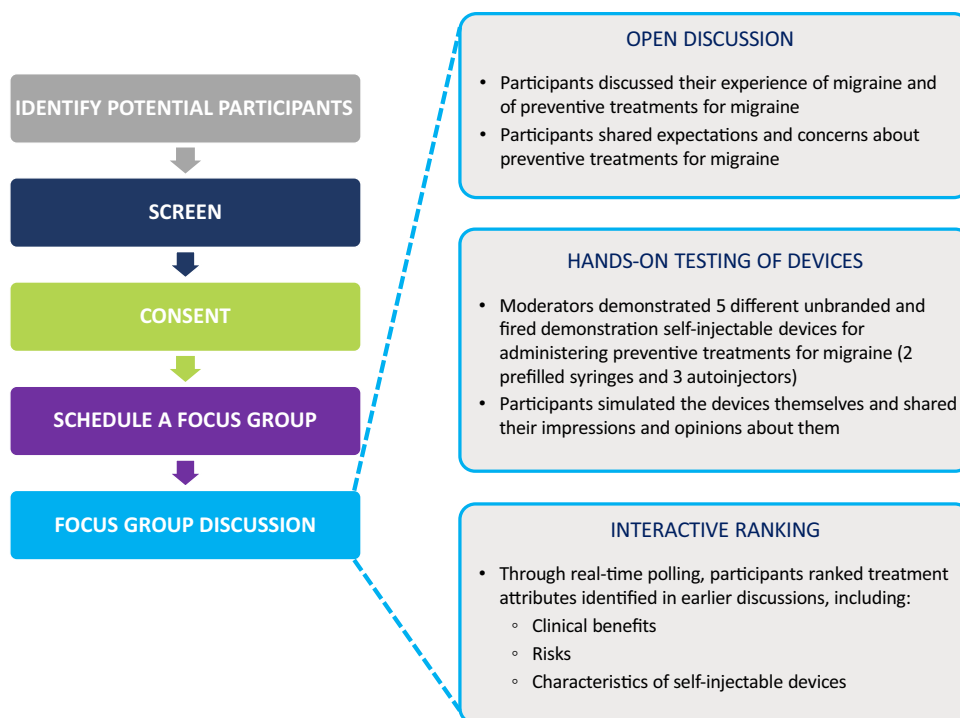 IDENTIFY POTENTIAL PARTICIPANTS
SCREEN
CONSENT
SCHEDULE A FOCUS GROUP
FOCUS GROUP DISCUSSION
OPEN DISCUSSION
• Participants discussed their experience of migraine and
of preventive treatments for migraine
• Participants shared expectations and concerns about
preventive treatments for migraine
HANDS-ON TESTING OF DEVICES
• Moderators demonstrated 5 different unbranded and
fired demonstration self-injectable devices for
administering preventive treatments for migraine (2
prefilled syringes and 3 autoinjectors)
• Participants simulated the devices themselves and shared
their impressions and opinions about them
INTERACTIVE RANKING
• Through real-time polling, participants ranked treatment
attributes identified in earlier discussions, including:
◦ Clinical benefits
◦ Risks
◦ Characteristics of self-injectable devices